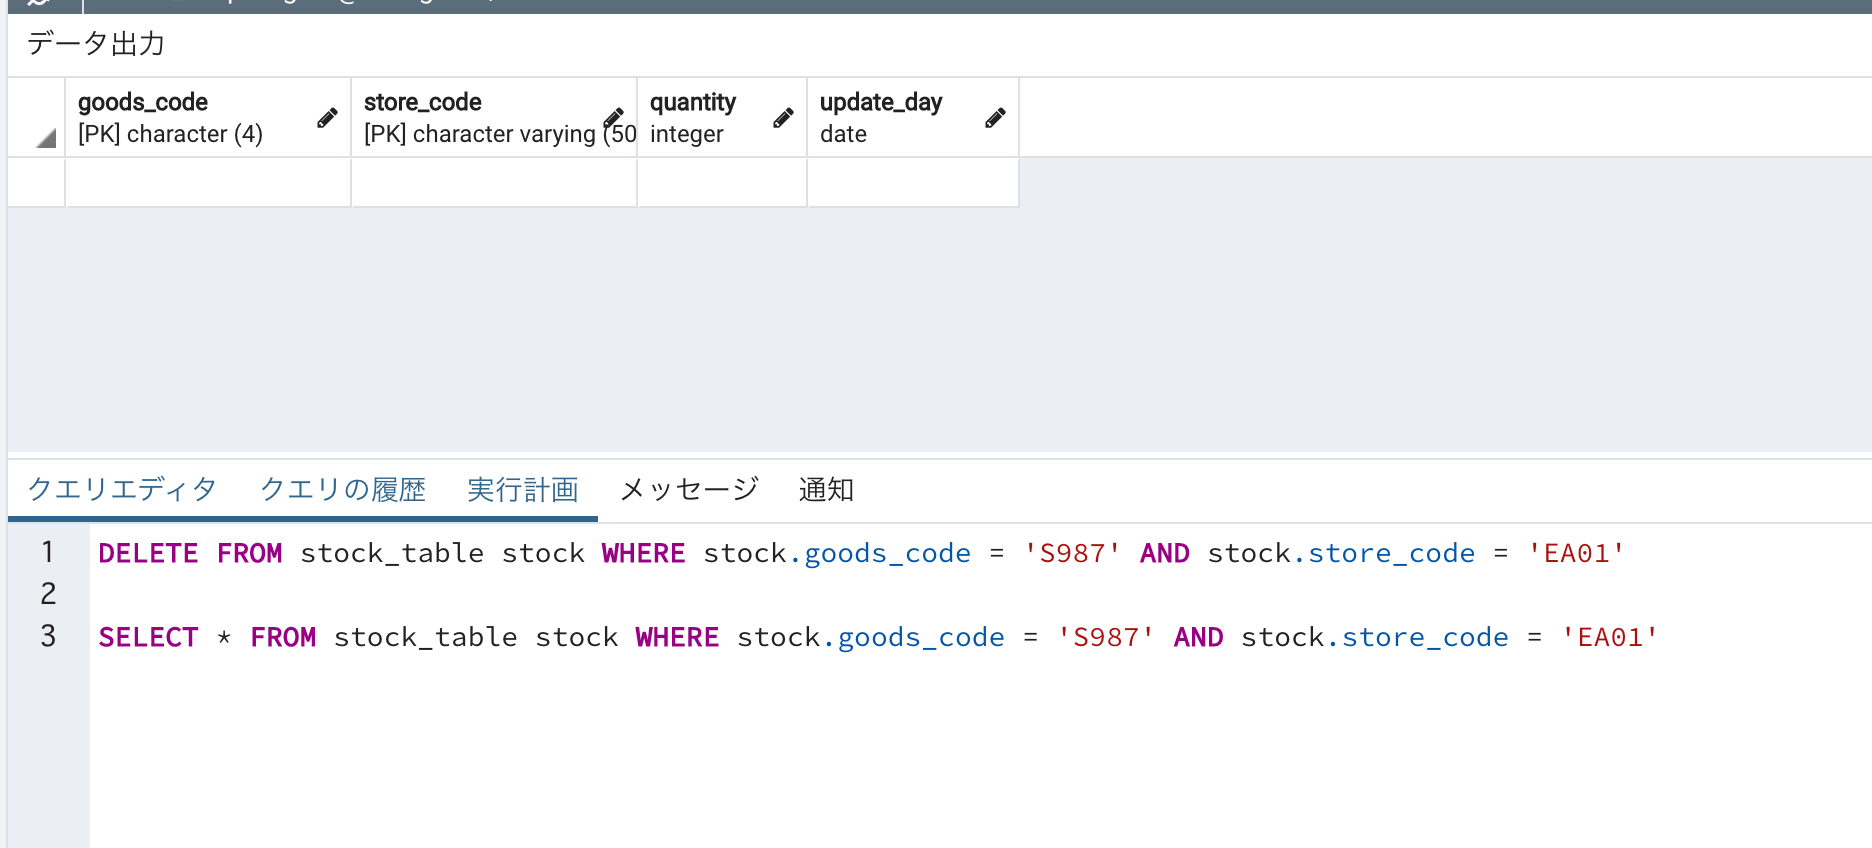 データ出力
goods_code store_code quantity update_day
[PK] character (4) [PK] character varying (50 integer date
クエリエディタ クエリの履歴 実行計画 メッセージ 通知
1 DELETE FROM stock_table stock WHERE stock.goods_code = 'S987' AND stock.store_code = 'EA01'
2
3 SELECT * FROM stock_table stock WHERE stock.goods_code = 'S987' AND stock.store_code = 'EA01'